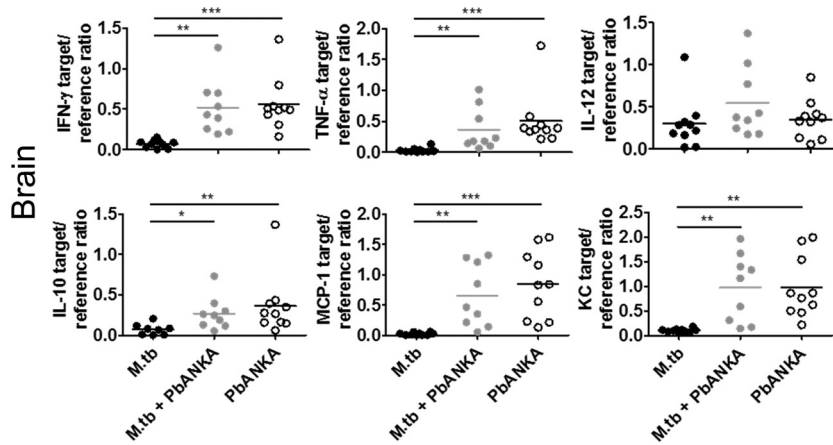 Brain
IFN-γ target/
reference ratio
1.5
1.0
0.5
0.0
***
**
TNF-α target/
reference ratio
2.0
1.5
1.0
0.5
0.0
***
**
IL-12 target/
reference ratio
1.5
1.0
0.5
0.0
IL-10 target/
reference ratio
1.5
1.0
0.5
0.0
**
*
M.tb
M.tb + PbANKA
PbANKA
MCP-1 target/
reference ratio
2.0
1.5
1.0
0.5
0.0
***
**
M.tb
M.tb + PbANKA
PbANKA
KC target/
reference ratio
2.5
2.0
1.5
1.0
0.5
0.0
**
**
M.tb
M.tb + PbANKA
PbANKA